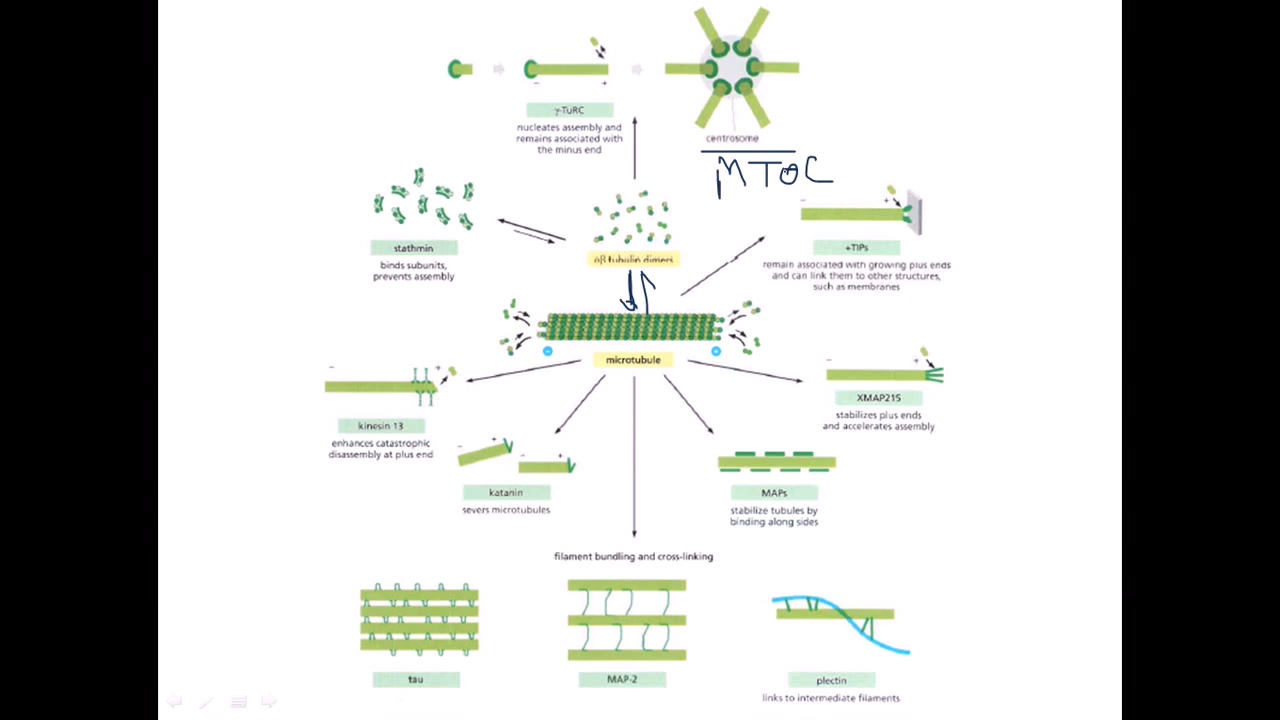 − +
γ-TuRC
nucleates assembly and
remains associated with
the minus end
centrosome
MTOC
stathmin
binds subunits,
prevents assembly
αβ tubulin dimers
− +
+TIPs
remain associated with growing plus ends
and can link them to other structures,
such as membranes
− +
microtubule
− +
kinesin 13
enhances catastrophic
disassembly at plus end
− +
XMAP215
stabilizes plus ends
and accelerates assembly
− + − +
katanin
severs microtubules
MAPs
stabilize tubules by
binding along sides
filament bundling and cross-linking
tau
MAP-2
plectin
links to intermediate filaments